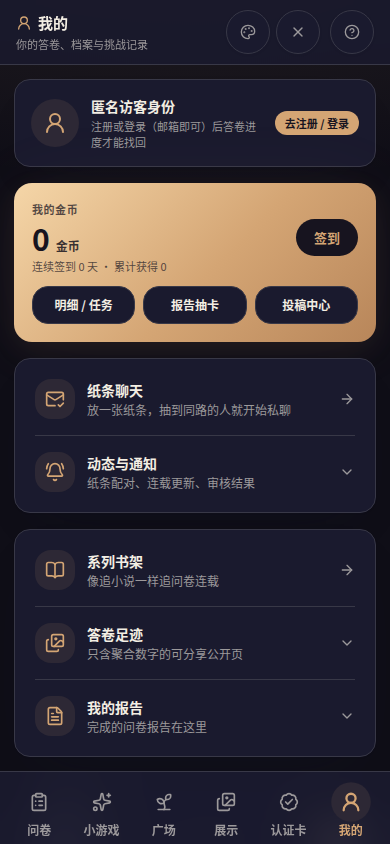 我的
你的答卷、档案与挑战记录
匿名访客身份
注册或登录（邮箱即可）后答卷进
度才能找回
去注册 / 登录
我的金币
0 金币
签到
连续签到 0 天 · 累计获得 0
明细 / 任务
报告抽卡
投稿中心
纸条聊天
放一张纸条，抽到同路的人就开始私聊
动态与通知
纸条配对、连载更新、审核结果
系列书架
像追小说一样追问卷连载
答卷足迹
只含聚合数字的可分享公开页
我的报告
完成的问卷报告在这里
问卷
小游戏
广场
展示
认证卡
我的